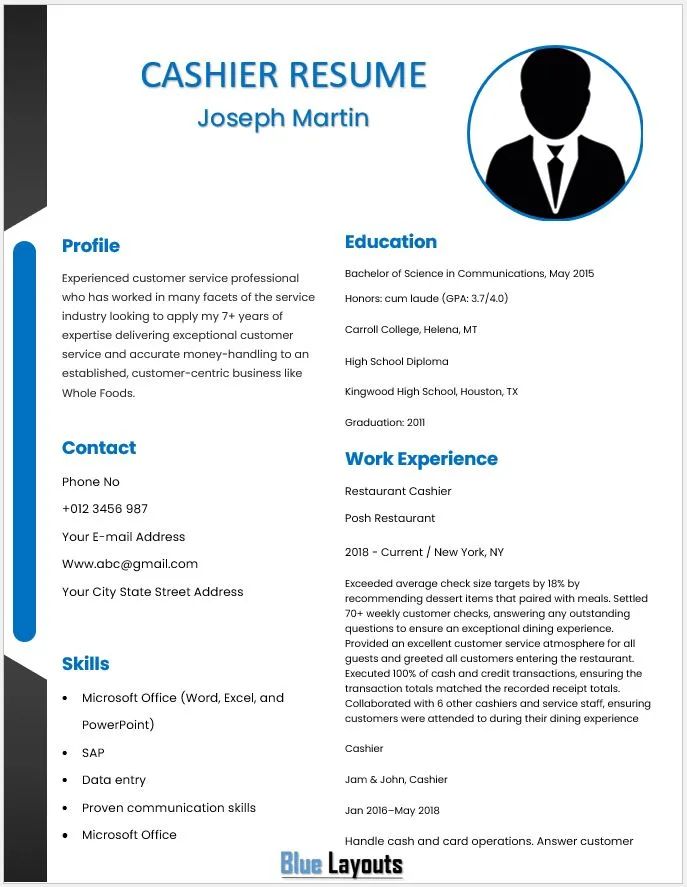 CASHIER RESUME
Joseph Martin
Profile
Experienced customer service professional
who has worked in many facets of the service
industry looking to apply my 7+ years of
expertise delivering exceptional customer
service and accurate money-handling to an
established, customer-centric business like
Whole Foods.
Contact
Phone No
+012 3456 987
Your E-mail Address
Www.abc@gmail.com
Your City State Street Address
Skills
• Microsoft Office (Word, Excel, and
PowerPoint)
• SAP
• Data entry
• Proven communication skills
• Microsoft Office
Education
Bachelor of Science in Communications, May 2015
Honors: cum laude (GPA: 3.7/4.0)
Carroll College, Helena, MT
High School Diploma
Kingwood High School, Houston, TX
Graduation: 2011
Work Experience
Restaurant Cashier
Posh Restaurant
2018 - Current / New York, NY
Exceeded average check size targets by 18% by
recommending dessert items that paired with meals. Settled
70+ weekly customer checks, answering any outstanding
questions to ensure an exceptional dining experience.
Provided an excellent customer service atmosphere for all
guests and greeted all customers entering the restaurant.
Executed 100% of cash and credit transactions, ensuring the
transaction totals matched the recorded receipt totals.
Collaborated with 6 other cashiers and service staff, ensuring
customers were attended to during their dining experience
Cashier
Jam & John, Cashier
Jan 2016–May 2018
Handle cash and card operations. Answer customer
Blue Layouts